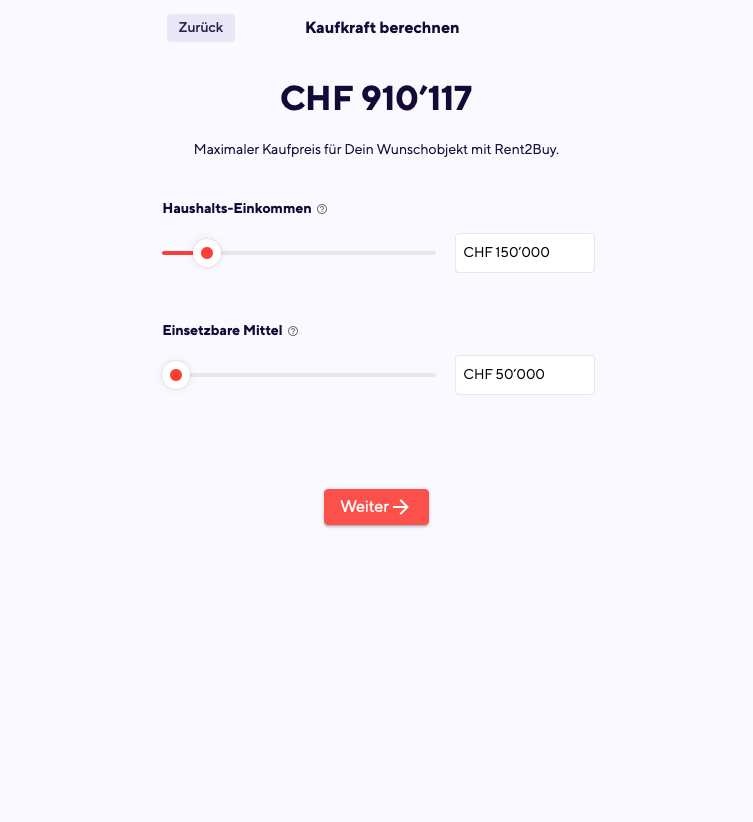 Zurück
Kaufkraft berechnen
CHF 910’117
Maximaler Kaufpreis für Dein Wunschobjekt mit Rent2Buy.
Haushalts-Einkommen ?
CHF 150’000
Einsetzbare Mittel ?
CHF 50’000
Weiter →